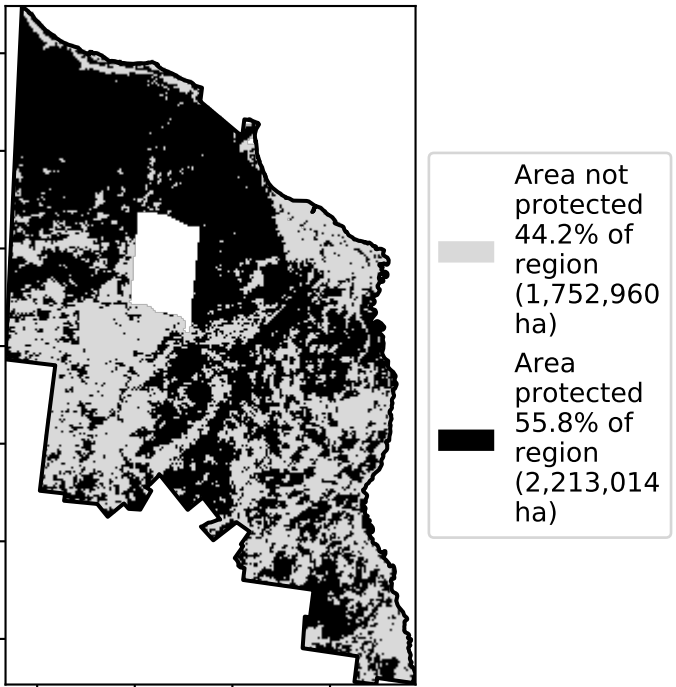 Area not
protected
44.2% of
region
(1,752,960
ha)
Area
protected
55.8% of
region
(2,213,014
ha)